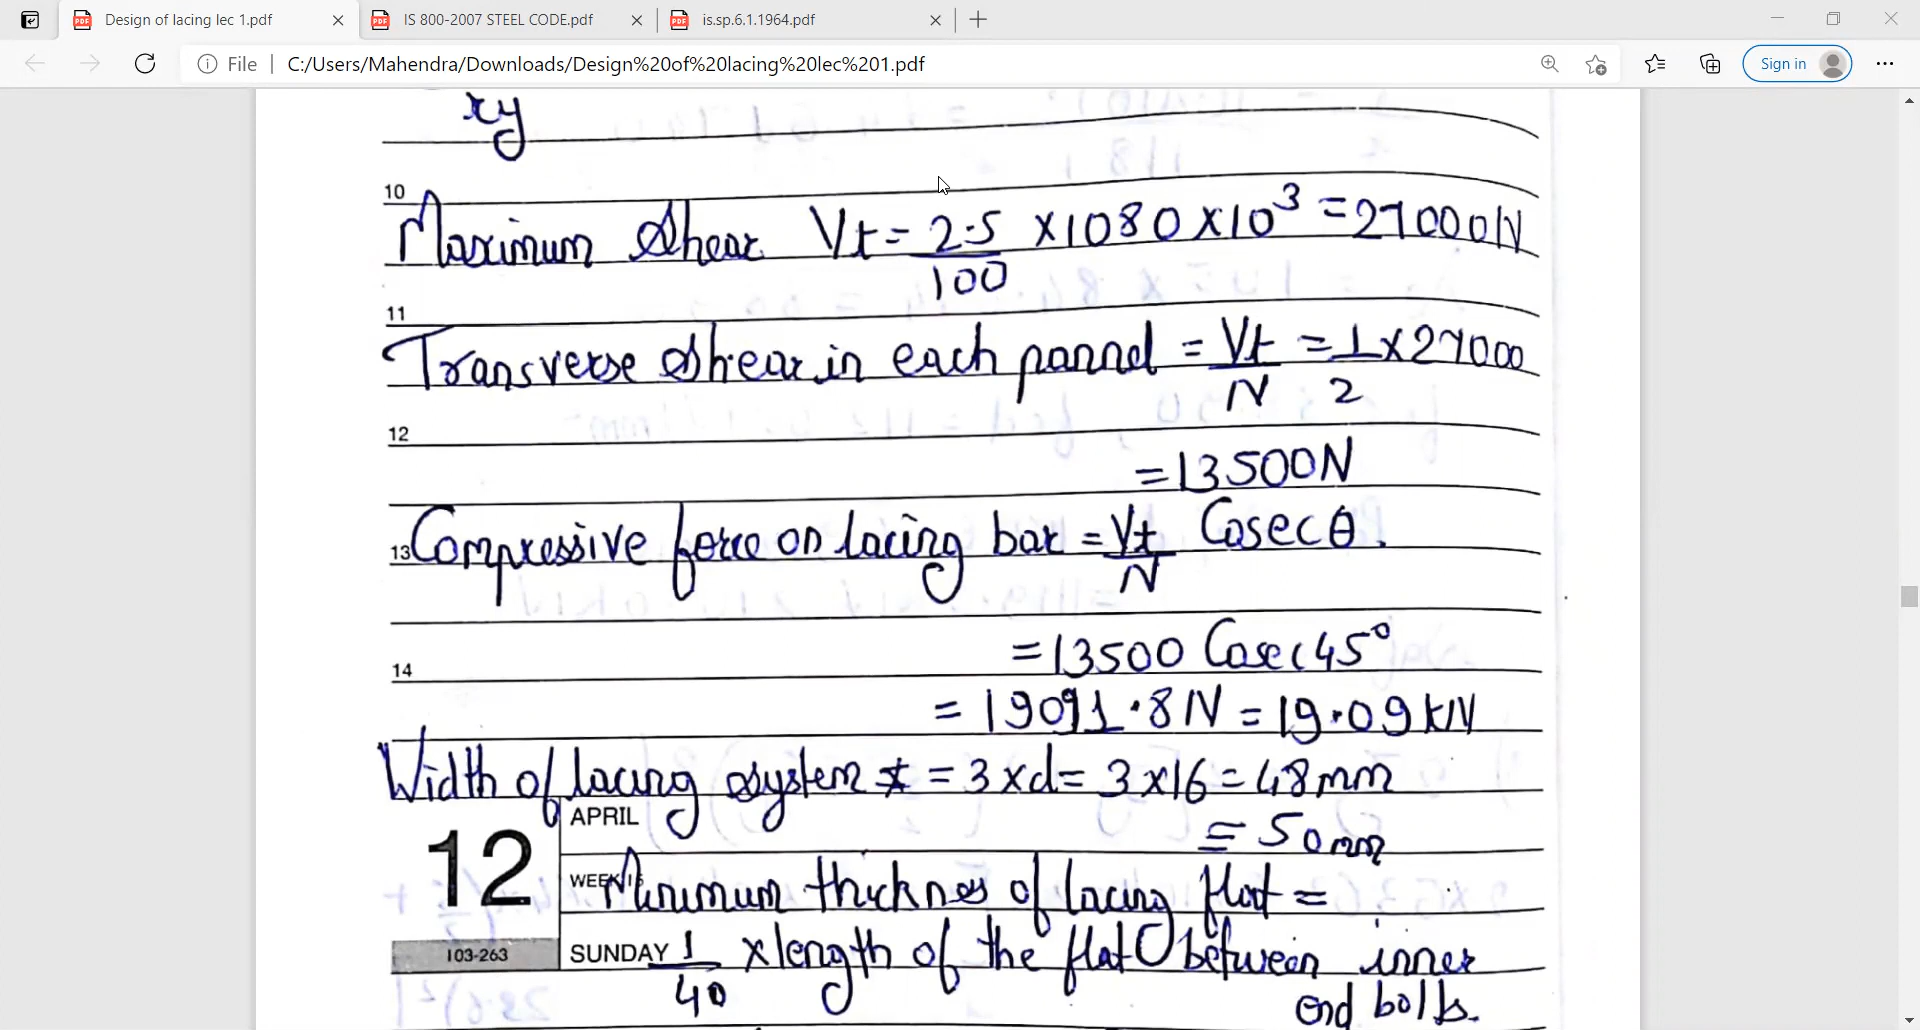 Design of lacing lec 1.pdf
IS 800-2007 STEEL CODE.pdf
is.sp.6.1.1964.pdf
File | C:/Users/Mahendra/Downloads/Design%20of%20lacing%20lec%201.pdf
Sign in
10
Maximum Shear Vt = 2.5/100 ×1080×10³ = 27000N
11
Transverse Shear in each pannel = Vt/N = 1/2 × 27000
12
= 13500N
13 Compressive force on lacing bar = Vt/N Cosec θ.
= 13500 Cosec 45°
14
= 19091.8 N = 19.09 kN
Width of lacing system = 3 × d = 3 × 16 = 48 mm
APRIL
= 50 mm
12
WEEK 15 Minimum thicknes of lacing flat =
SUNDAY 1/40 × length of the flat between inner
103-263
end bolts.